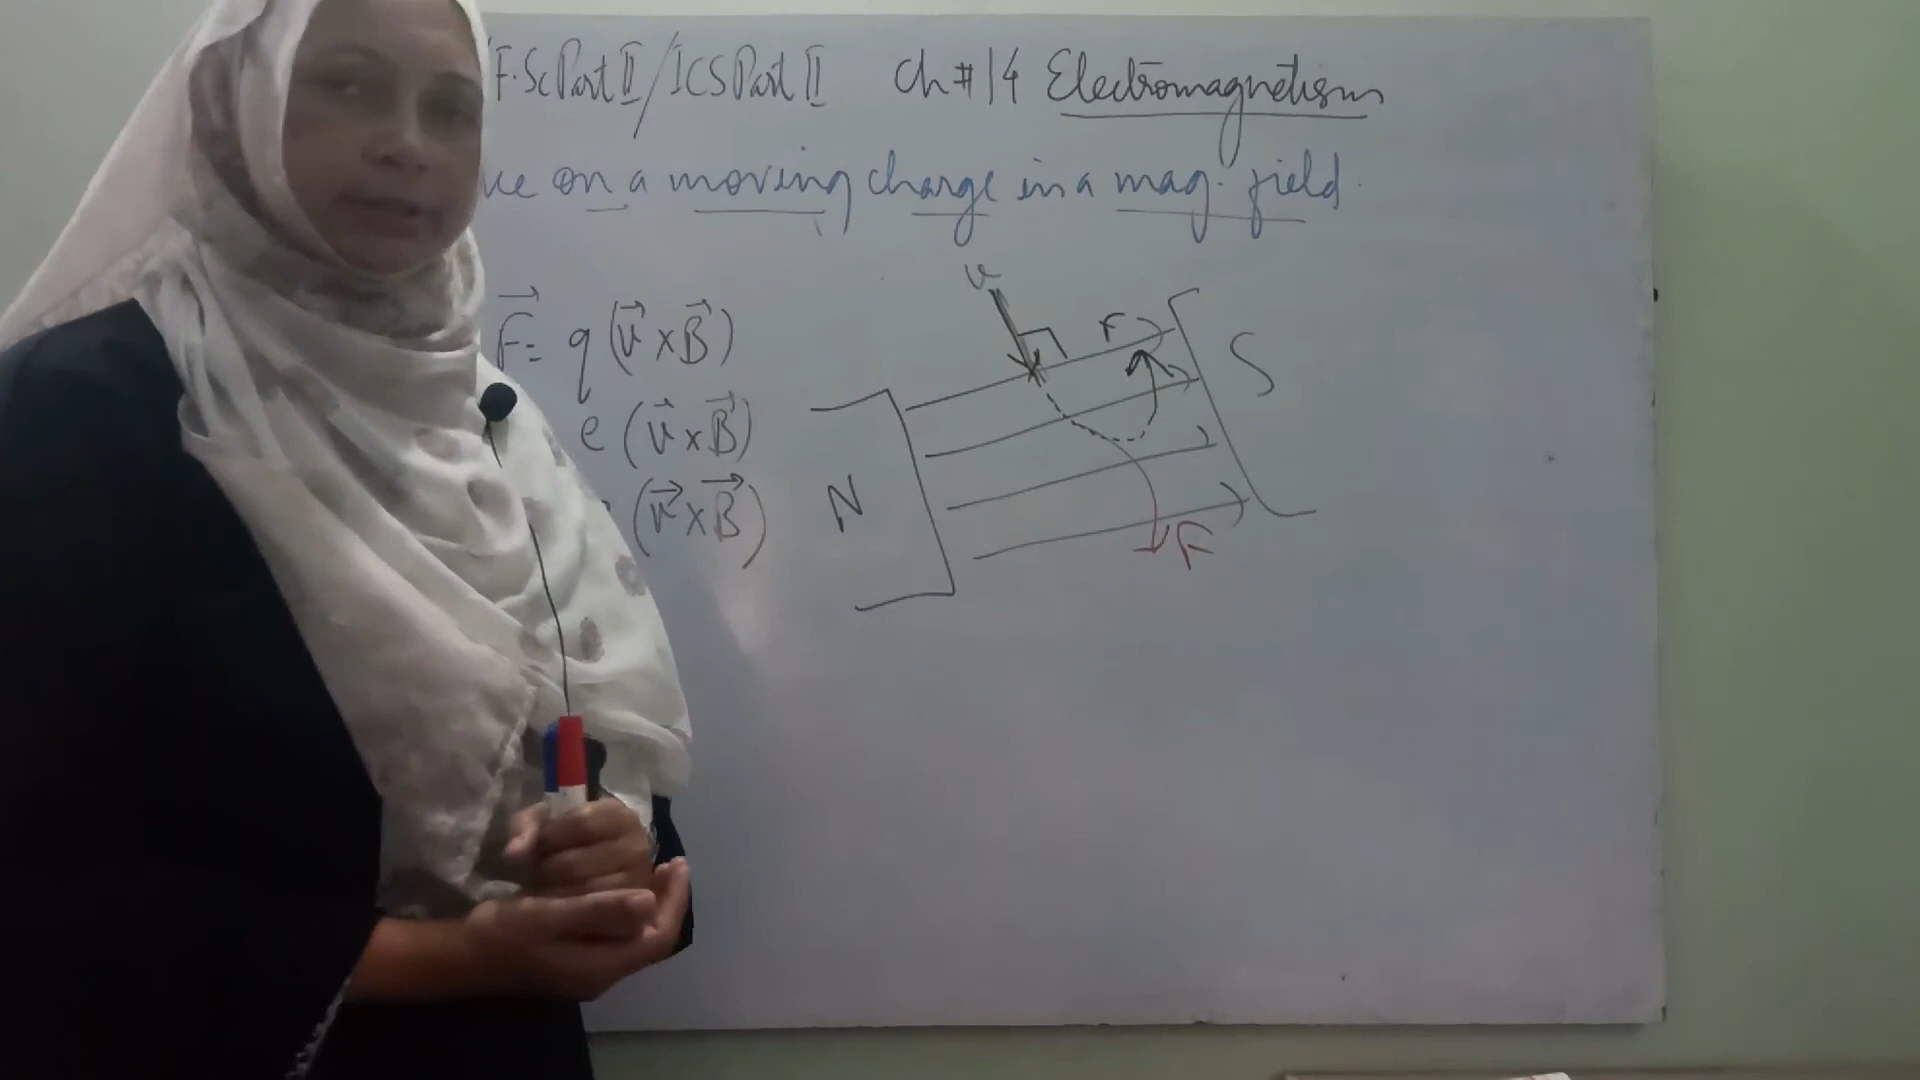 F.Sc Part II / ICS Part II Ch # 14 Electromagnetism
on a moving charge in a mag. field.
v
F
S
F⃗ = q (v⃗ × B⃗)
e (v⃗ × B⃗)
N
(v⃗ × B⃗)
F